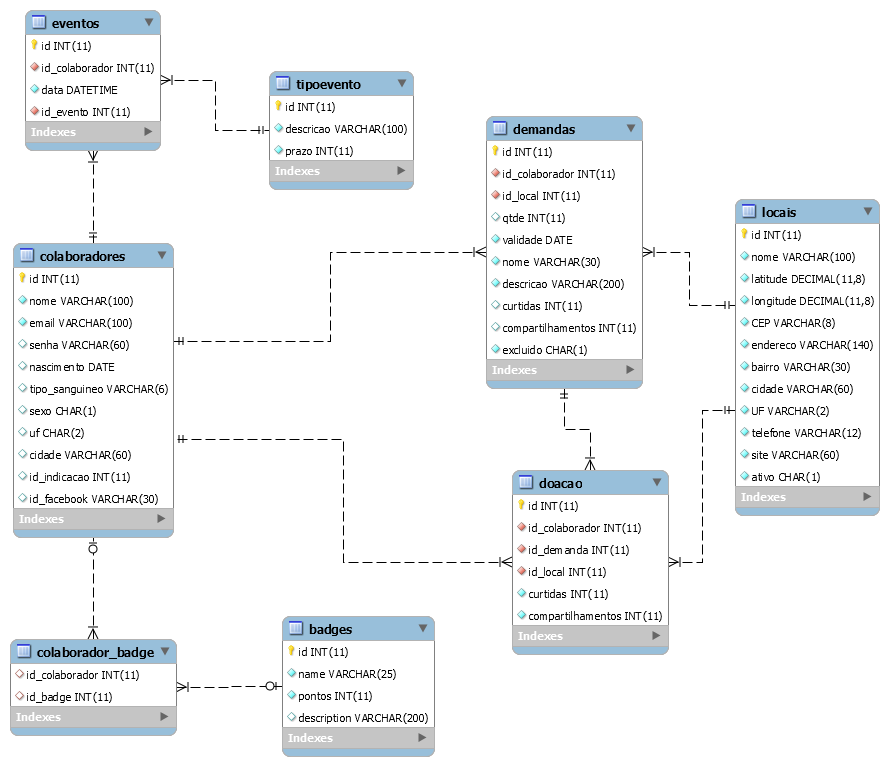 eventos
id INT(11)
id_colaborador INT(11)
data DATETIME
id_evento INT(11)
Indexes
tipoevento
id INT(11)
descricao VARCHAR(100)
prazo INT(11)
Indexes
demandas
id INT(11)
id_colaborador INT(11)
id_local INT(11)
qtde INT(11)
validade DATE
nome VARCHAR(30)
descricao VARCHAR(200)
curtidas INT(11)
compartilhamentos INT(11)
excluido CHAR(1)
Indexes
locais
id INT(11)
nome VARCHAR(100)
latitude DECIMAL(11,8)
longitude DECIMAL(11,8)
CEP VARCHAR(8)
endereco VARCHAR(140)
bairro VARCHAR(30)
cidade VARCHAR(60)
UF VARCHAR(2)
telefone VARCHAR(12)
site VARCHAR(60)
ativo CHAR(1)
Indexes
colaboradores
id INT(11)
nome VARCHAR(100)
email VARCHAR(100)
senha VARCHAR(60)
nascimento DATE
tipo_sanguineo VARCHAR(6)
sexo CHAR(1)
uf CHAR(2)
cidade VARCHAR(60)
id_indicacao INT(11)
id_facebook VARCHAR(30)
Indexes
doacao
id INT(11)
id_colaborador INT(11)
id_demanda INT(11)
id_local INT(11)
curtidas INT(11)
compartilhamentos INT(11)
Indexes
colaborador_badge
id_colaborador INT(11)
id_badge INT(11)
Indexes
badges
id INT(11)
name VARCHAR(25)
pontos INT(11)
description VARCHAR(200)
Indexes